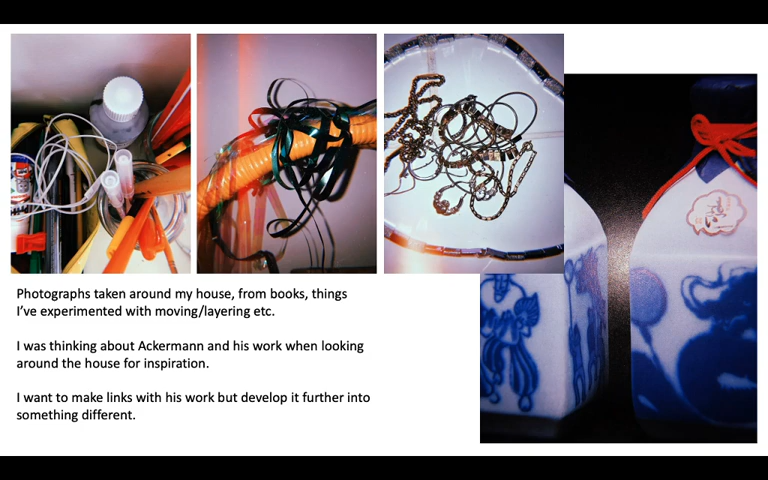 Photographs taken around my house, from books, things
I've experimented with moving/layering etc.
I was thinking about Ackermann and his work when looking
around the house for inspiration.
I want to make links with his work but develop it further into
something different.